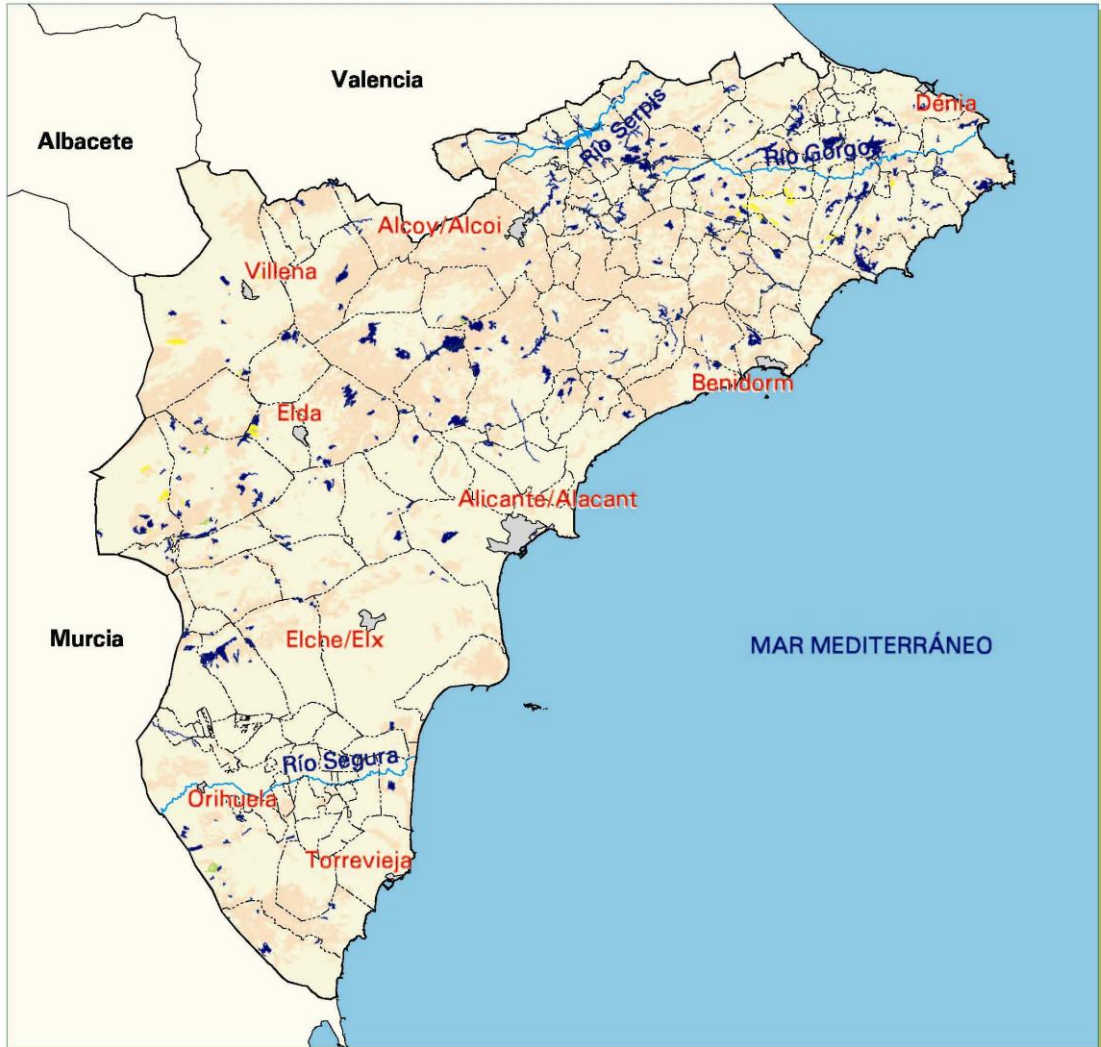 Valencia
Albacete
Dénia
Río Serpis
Río Gorgos
Alcoy/Alcoi
Villena
Benidorm
Elda
Alicante/Alacant
Murcia
Elche/Elx
MAR MEDITERRÁNEO
Río Segura
Orihuela
Torrevieja